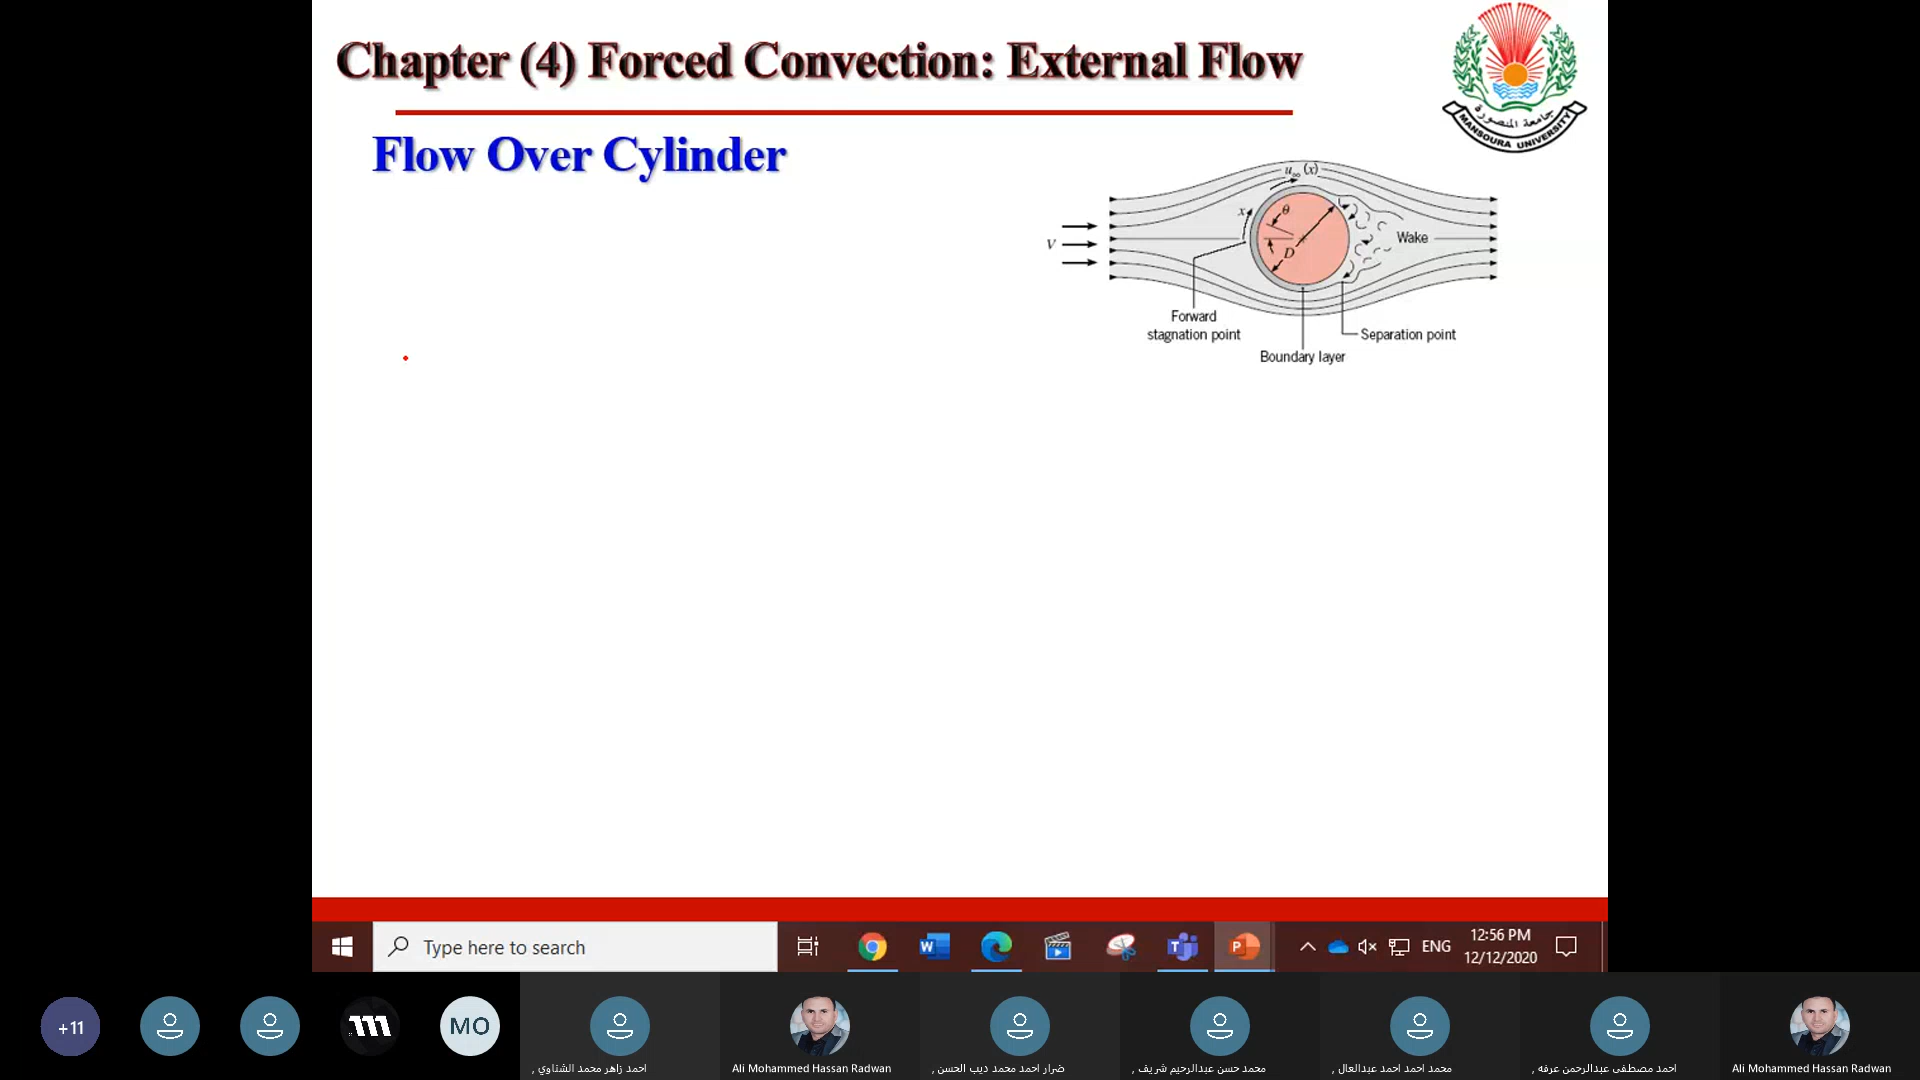 Chapter (4) Forced Convection: External Flow
جامعة المنصورة
MANSOURA UNIVERSITY
Flow Over Cylinder
u∞ (x)
x
θ
V
D
Wake
Forward
stagnation point
Separation point
Boundary layer
Type here to search
ENG
12:56 PM
12/12/2020
+11
MO
احمد زاهر محمد الشناوي ,
Ali Mohammed Hassan Radwan
ضرار احمد محمد ديب الحسن ,
محمد حسن عبدالرحيم شريف ,
محمد احمد احمد عبدالعال ,
احمد مصطفى عبدالرحمن عرفه ,
Ali Mohammed Hassan Radwan